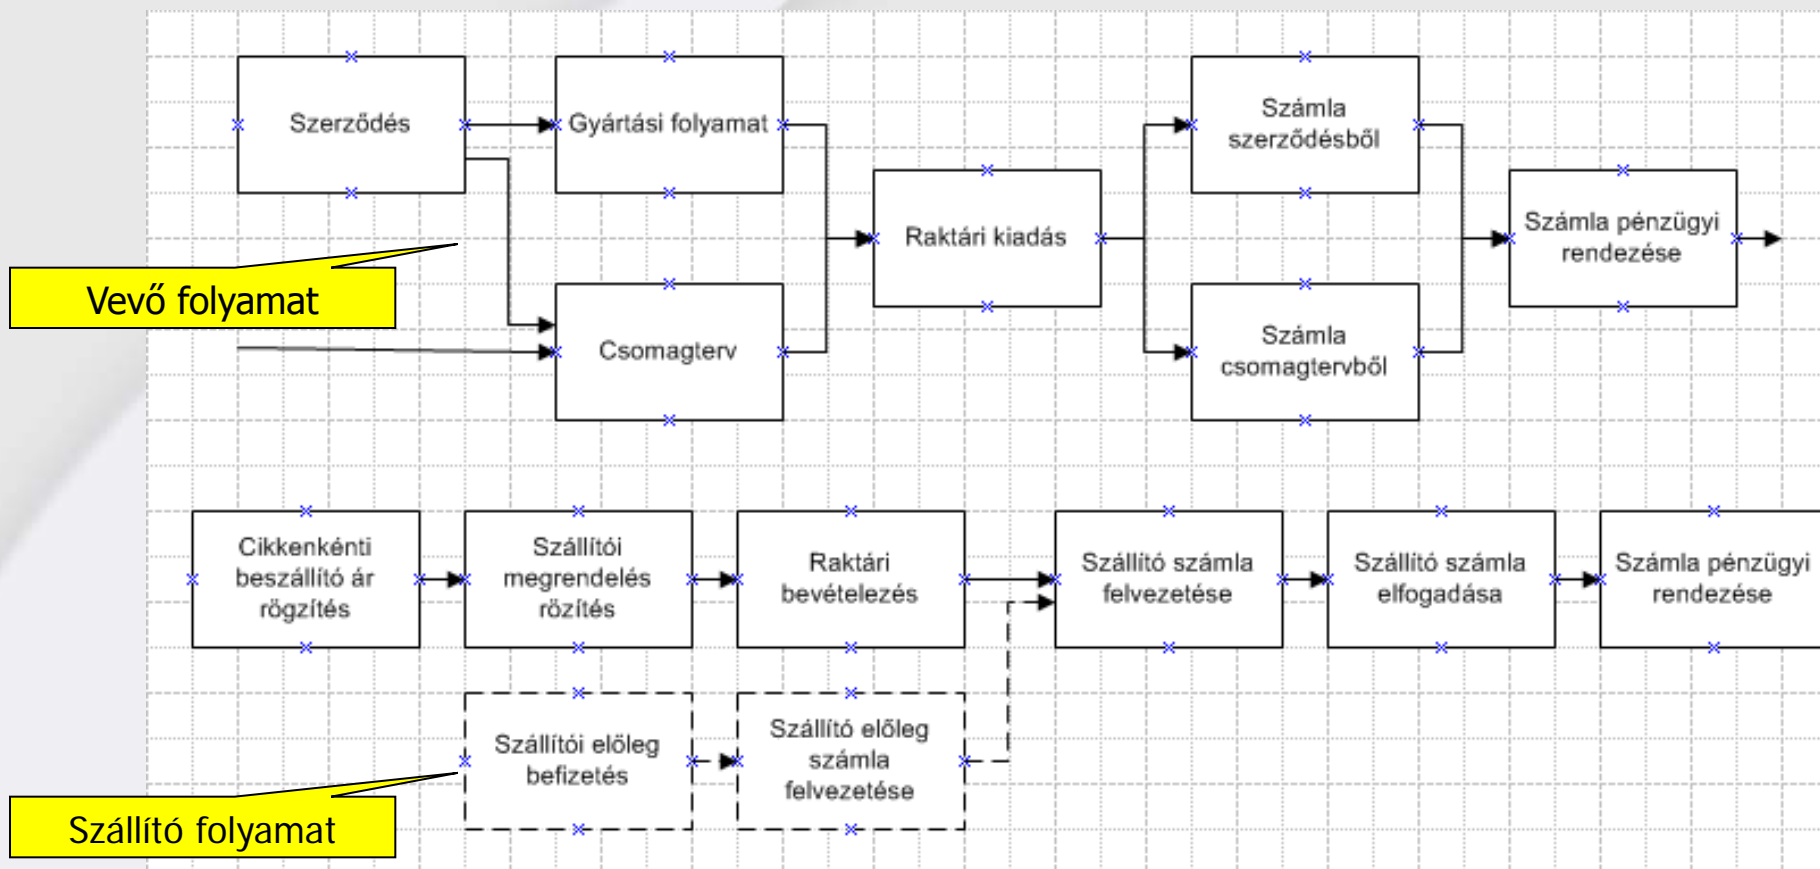 Szerződés
Gyártási folyamat
Számla
szerződésből
Raktári kiadás
Számla pénzügyi
rendezése
Vevő folyamat
Csomagterv
Számla
csomagtervből
Cikkenkénti
beszállító ár
rögzítés
Szállítói
megrendelés
rözítés
Raktári
bevételezés
Szállító számla
felvezetése
Szállító számla
elfogadása
Számla pénzügyi
rendezése
Szállítói előleg
befizetés
Szállító előleg
számla
felvezetése
Szállító folyamat